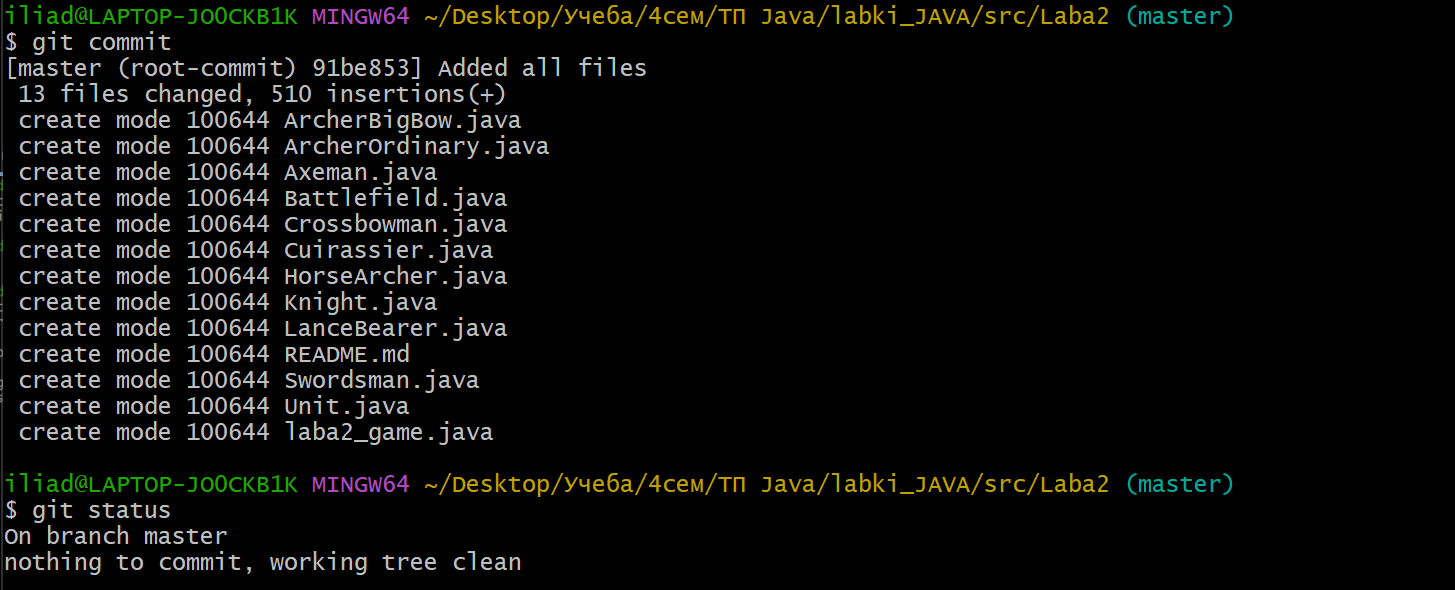 iliad@LAPTOP-JO0CKB1K MINGW64 ~/Desktop/Учеба/4сем/ТП Java/labki_JAVA/src/Laba2 (master)
$ git commit
[master (root-commit) 91be853] Added all files
 13 files changed, 510 insertions(+)
 create mode 100644 ArcherBigBow.java
 create mode 100644 ArcherOrdinary.java
 create mode 100644 Axeman.java
 create mode 100644 Battlefield.java
 create mode 100644 Crossbowman.java
 create mode 100644 Cuirassier.java
 create mode 100644 HorseArcher.java
 create mode 100644 Knight.java
 create mode 100644 LanceBearer.java
 create mode 100644 README.md
 create mode 100644 Swordsman.java
 create mode 100644 Unit.java
 create mode 100644 laba2_game.java
iliad@LAPTOP-JO0CKB1K MINGW64 ~/Desktop/Учеба/4сем/ТП Java/labki_JAVA/src/Laba2 (master)
$ git status
On branch master
nothing to commit, working tree clean